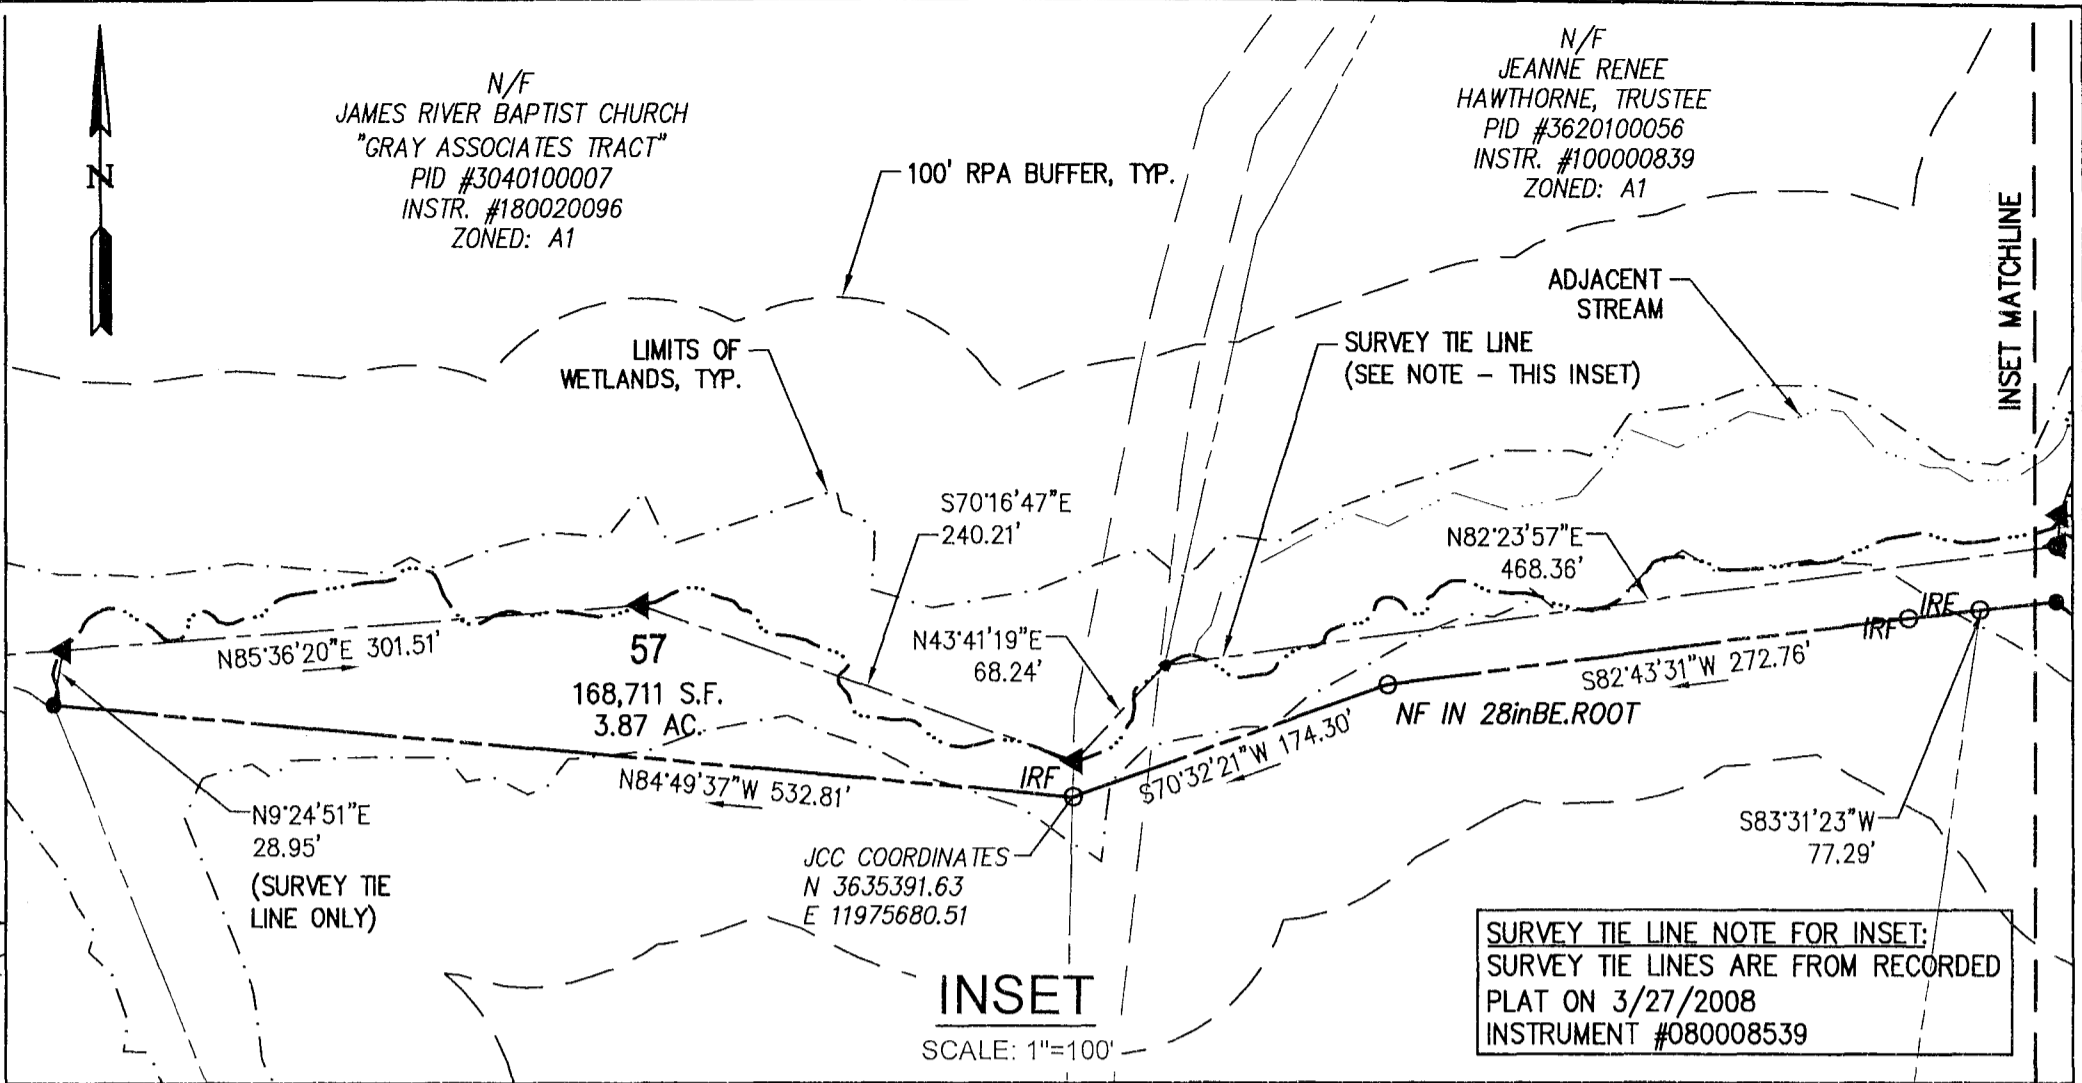 N
N/F
JAMES RIVER BAPTIST CHURCH
"GRAY ASSOCIATES TRACT"
PID #3040100007
INSTR. #180020096
ZONED: A1
100' RPA BUFFER, TYP.
N/F
JEANNE RENEE
HAWTHORNE, TRUSTEE
PID #3620100056
INSTR. #100000839
ZONED: A1
INSET MATCHLINE
ADJACENT
STREAM
LIMITS OF
WETLANDS, TYP.
SURVEY TIE LINE
(SEE NOTE – THIS INSET)
S70°16'47"E
240.21'
N82°23'57"E
468.36'
N85°36'20"E 301.51'
57
168,711 S.F.
3.87 AC.
N43°41'19"E
68.24'
IRF
IRF
S82°43'31"W 272.76'
NF IN 28inBE.ROOT
S70°32'21"W 174.30'
IRF
N84°49'37"W 532.81'
N9°24'51"E
28.95'
(SURVEY TIE
LINE ONLY)
JCC COORDINATES
N 3635391.63
E 11975680.51
S83°31'23"W
77.29'
INSET
SCALE: 1"=100'
SURVEY TIE LINE NOTE FOR INSET:
SURVEY TIE LINES ARE FROM RECORDED
PLAT ON 3/27/2008
INSTRUMENT #080008539